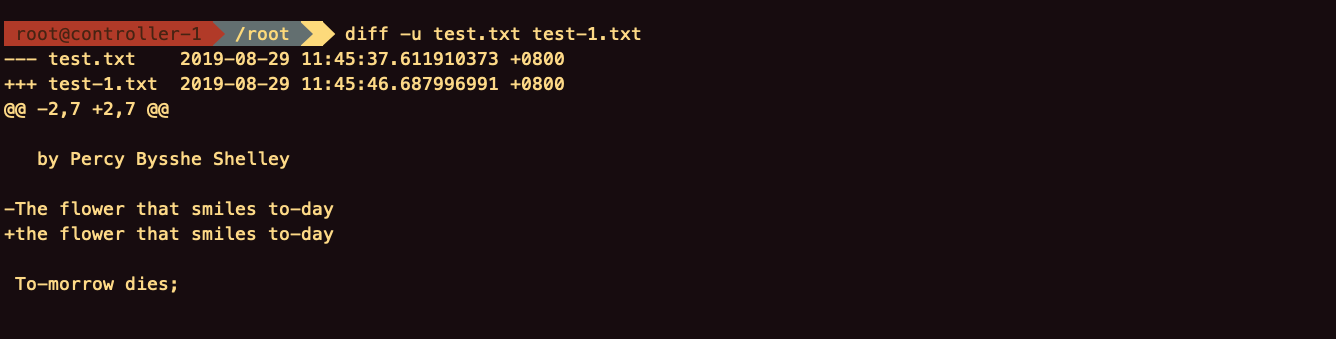 root@controller-1 /root diff -u test.txt test-1.txt
--- test.txt    2019-08-29 11:45:37.611910373 +0800
+++ test-1.txt  2019-08-29 11:45:46.687996991 +0800
@@ -2,7 +2,7 @@
   by Percy Bysshe Shelley
-The flower that smiles to-day
+the flower that smiles to-day
 To-morrow dies;